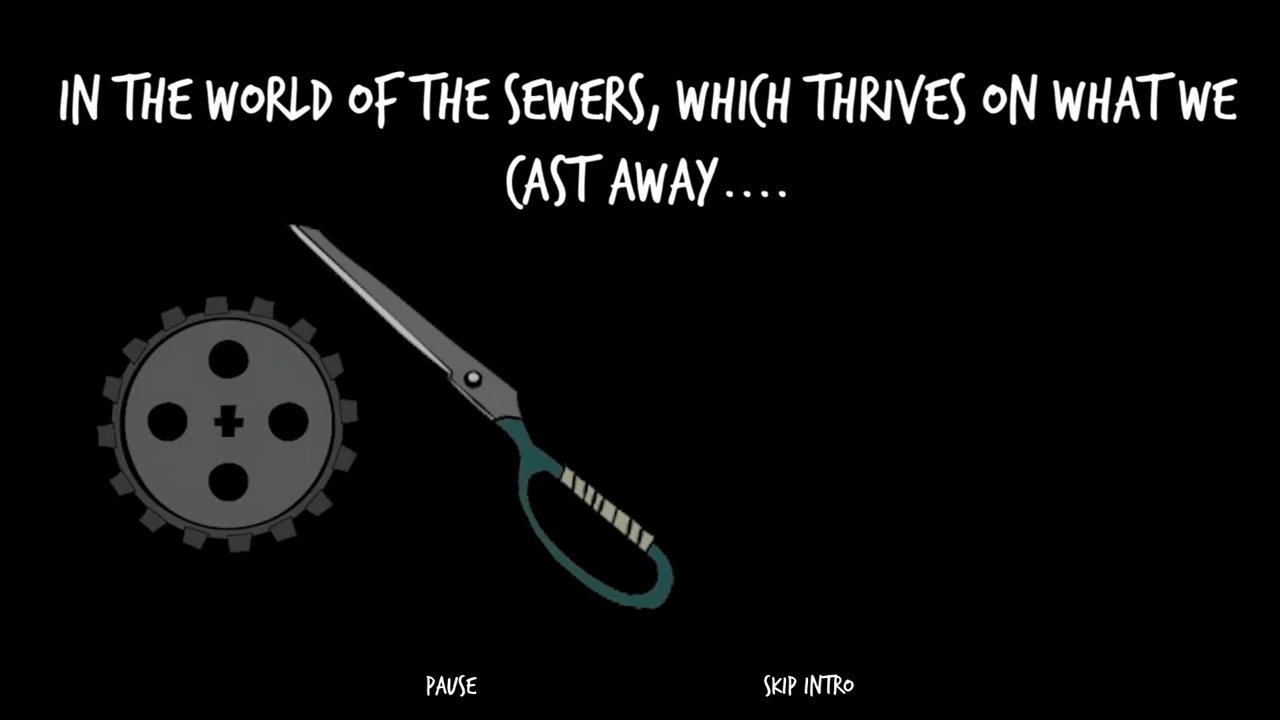 IN THE WORLD OF THE SEWERS, WHICH THRIVES ON WHAT WE
CAST AWAY....
PAUSE
SKIP INTRO